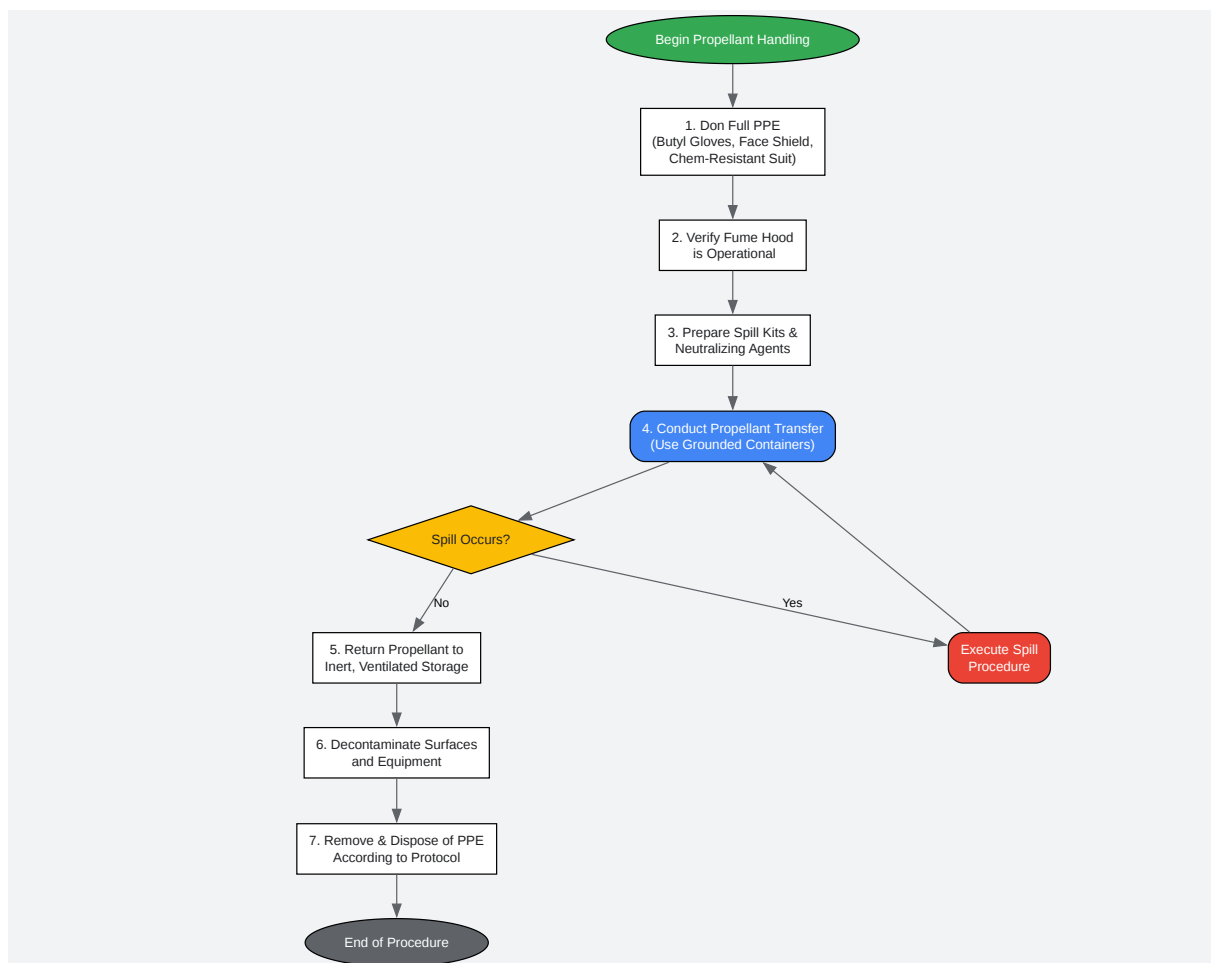 Begin Propellant Handling
1. Don Full PPE
(Butyl Gloves, Face Shield,
Chem-Resistant Suit)
2. Verify Fume Hood
is Operational
3. Prepare Spill Kits &
Neutralizing Agents
4. Conduct Propellant Transfer
(Use Grounded Containers)
Spill Occurs?
No
Yes
5. Return Propellant to
Inert, Ventilated Storage
Execute Spill
Procedure
6. Decontaminate Surfaces
and Equipment
7. Remove & Dispose of PPE
According to Protocol
End of Procedure